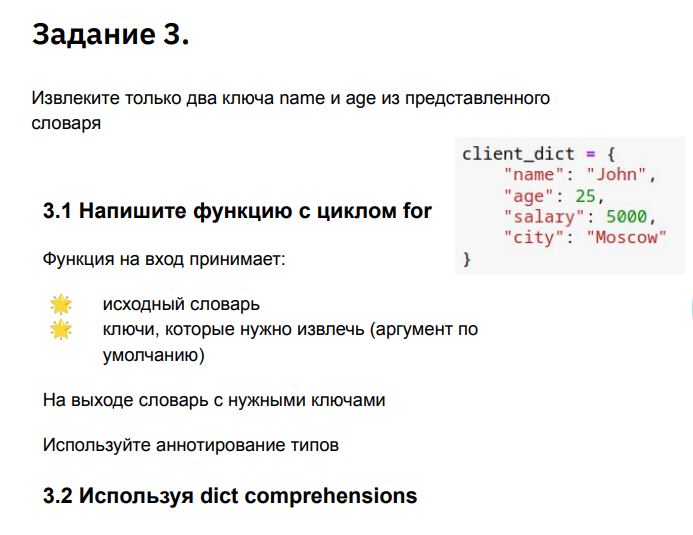 Задание 3.
Извлеките только два ключа name и age из представленного
словаря
client_dict = {
    "name": "John",
    "age": 25,
    "salary": 5000,
    "city": "Moscow"
}
3.1 Напишите функцию с циклом for
Функция на вход принимает:
исходный словарь
ключи, которые нужно извлечь (аргумент по
умолчанию)
На выходе словарь с нужными ключами
Используйте аннотирование типов
3.2 Используя dict comprehensions